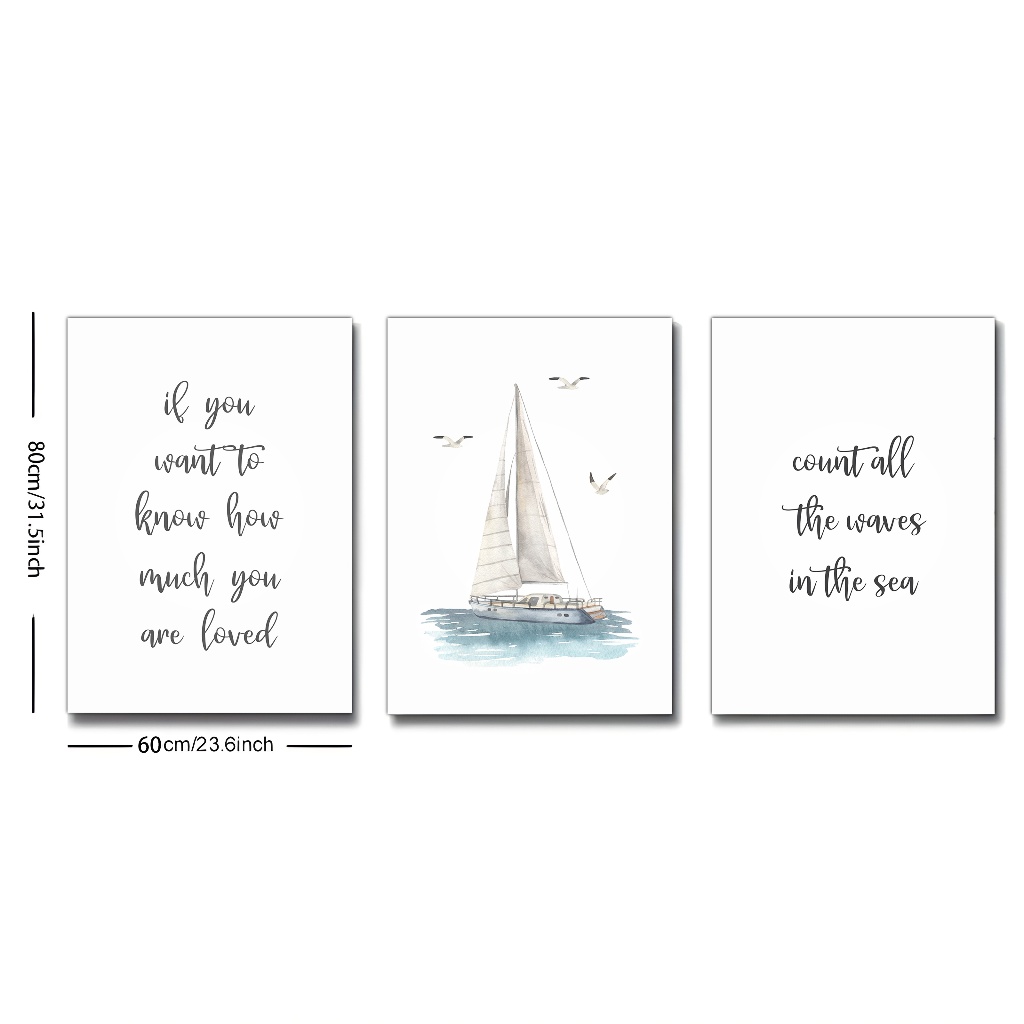 if you
want to
know how
much you
are loved
count all
the waves
in the sea
80cm/31.5inch
60cm/23.6inch